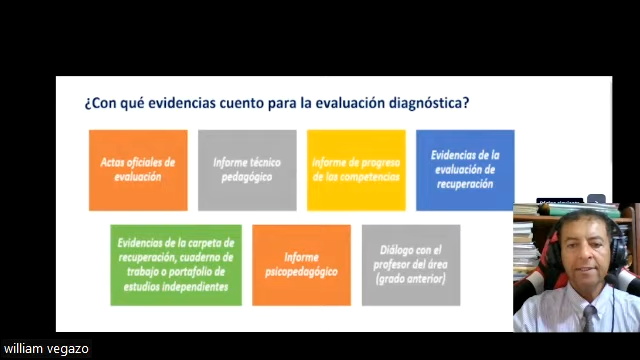 ¿Con qué evidencias cuento para la evaluación diagnóstica?
Actas oficiales de
evaluación
Informe técnico
pedagógico
Informe de progreso
de las competencias
Evidencias de la
evaluación de
recuperación
Evidencias de la carpeta de
recuperación, cuaderno de
trabajo o portafolio de
estudios independientes
Informe
psicopedagógico
Diálogo con el
profesor del área
(grado anterior)
william vegazo